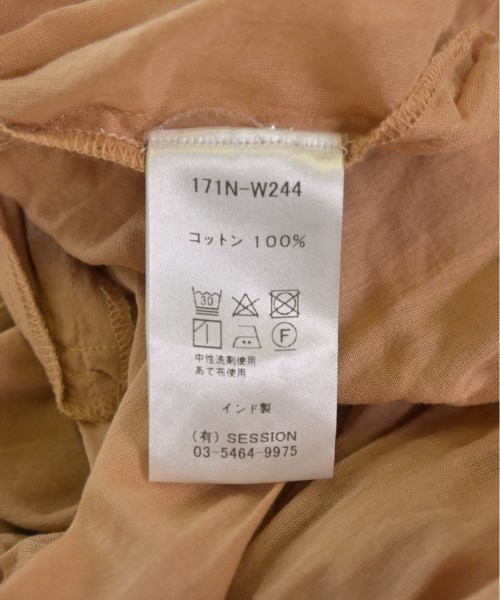 171N-W244
コットン 100%
30
F
中性洗剤使用
あて布使用
インド製
(有) SESSION
03-5464-9975